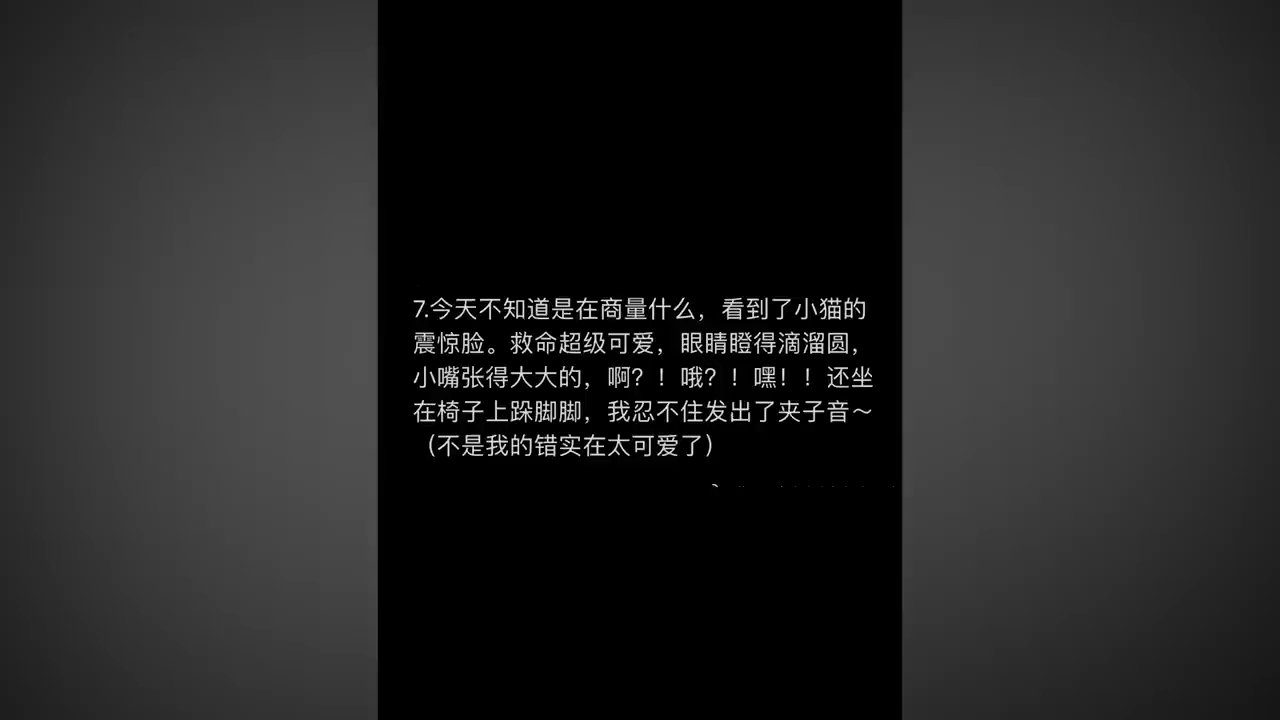 7.今天不知道是在商量什么，看到了小猫的
震惊脸。救命超级可爱，眼睛瞪得滴溜圆，
小嘴张得大大的，啊？！哦？！嘿！！还坐
在椅子上跺脚脚，我忍不住发出了夹子音～
（不是我的错实在太可爱了）